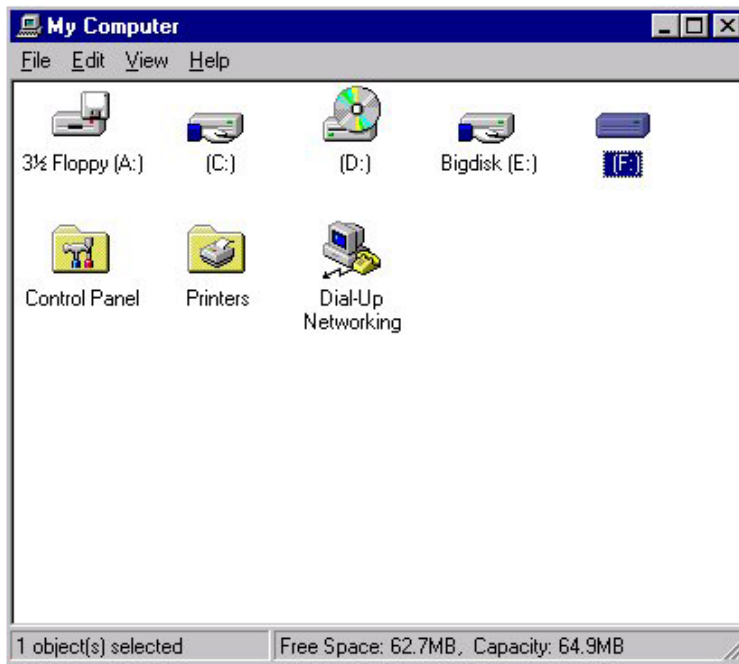 My Computer
File Edit View Help
3½ Floppy (A:) (C:) (D:) Bigdisk (E:) (F:)
Control Panel Printers Dial-Up Networking
1 object(s) selected Free Space: 62.7MB, Capacity: 64.9MB